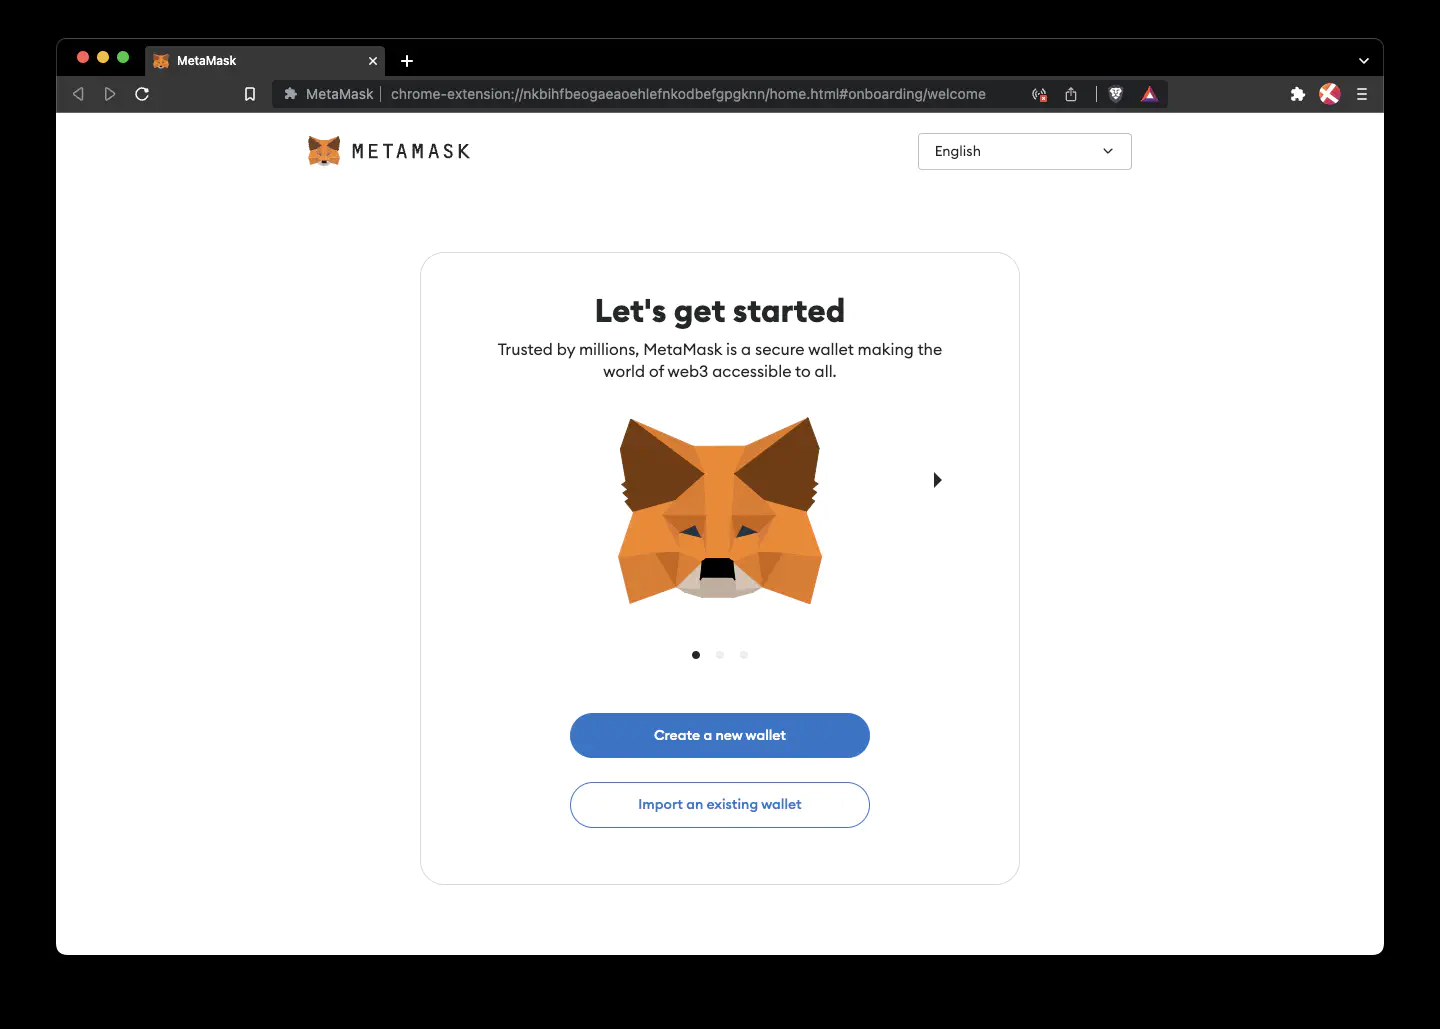 MetaMask
MetaMask | chrome-extension://nkbihfbeogaeaoehlefnkodbefgpgknn/home.html#onboarding/welcome
METAMASK
English
Let's get started
Trusted by millions, MetaMask is a secure wallet making the
world of web3 accessible to all.
Create a new wallet
Import an existing wallet